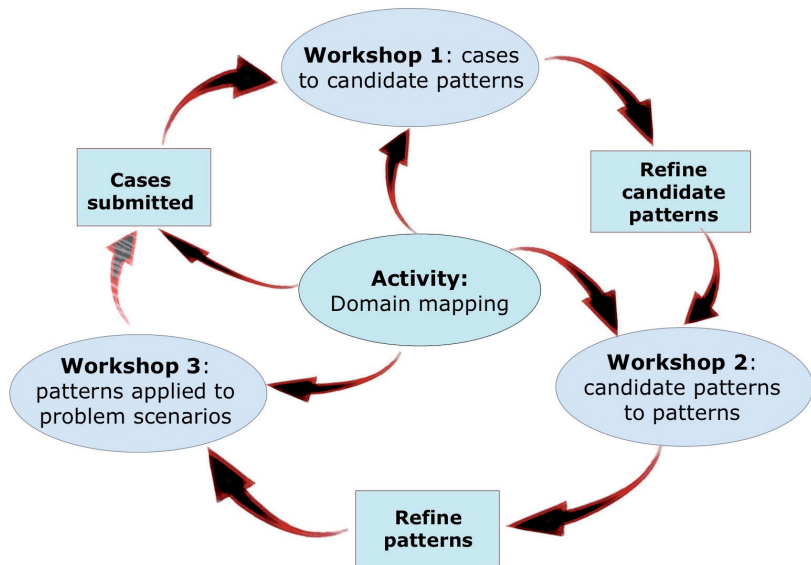 Workshop 1: cases
to candidate patterns
Cases
submitted
Refine
candidate
patterns
Activity:
Domain mapping
Workshop 3:
patterns applied to
problem scenarios
Workshop 2:
candidate patterns
to patterns
Refine
patterns